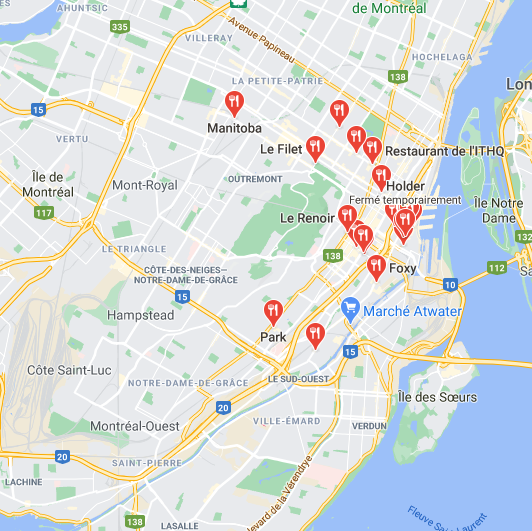 AHUNTSIC
de Montréal
335
Avenue Papineau
VILLERAY
HOCHELAGA
LA PETITE-PATRIE
138
15
Lon
Manitoba
VERTU
Le Filet
Restaurant de l'ITHQ
Île de
Montréal
Mont-Royal
OUTREMONT
Holder
Fermé temporairement
Île Notre
Dame
117
Le Renoir
132
LE TRIANGLE
138
112
Sa
CÔTE-DES-NEIGES—
NOTRE-DAME-DE-GRÂCE
Foxy
10
15
Hampstead
Marché Atwater
Park
15
Côte Saint-Luc
LE SUD-OUEST
NOTRE-DAME-DE-GRÂCE
Île des Sœurs
20
Montréal-Ouest
VILLE-ÉMARD
VERDUN
20
SAINT-PIERRE
LACHINE
Boulevard de la Vérendrye
138
LASALLE
Fleuve Saint-Laurent